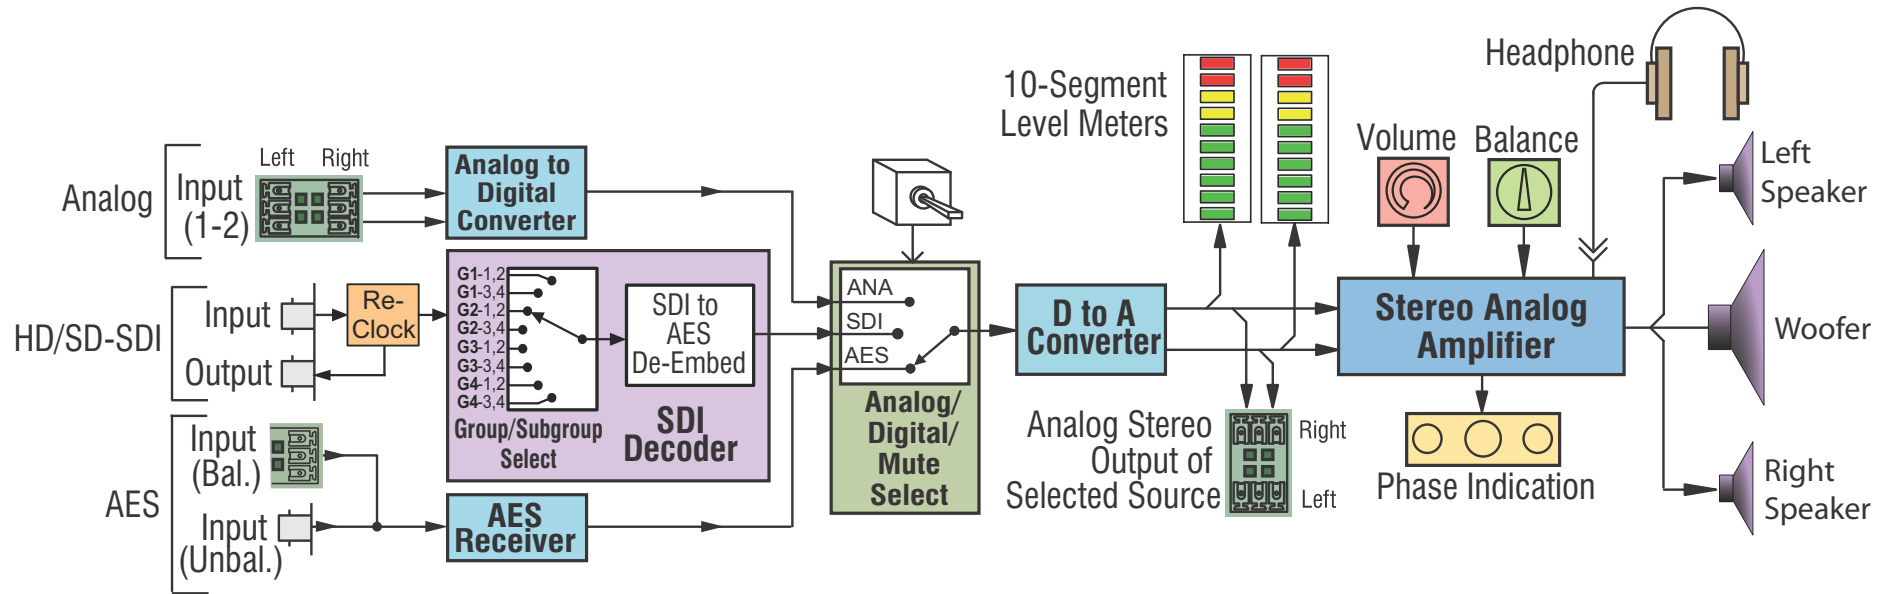 Analog
Input
(1-2)
Left Right
Analog to
Digital
Converter
HD/SD-SDI
Input
Output
Re-
Clock
G1-1,2
G1-3,4
G2-1,2
G2-3,4
G3-1,2
G3-3,4
G4-1,2
G4-3,4
Group/Subgroup
Select
SDI to
AES
De-Embed
SDI
Decoder
AES
Input
(Bal.)
Input
(Unbal.)
AES
Receiver
ANA
SDI
AES
Analog/
Digital/
Mute
Select
D to A
Converter
10-Segment
Level Meters
Analog Stereo
Output of
Selected Source
Right
Left
Volume
Balance
Headphone
Stereo Analog
Amplifier
Phase Indication
Left
Speaker
Woofer
Right
Speaker